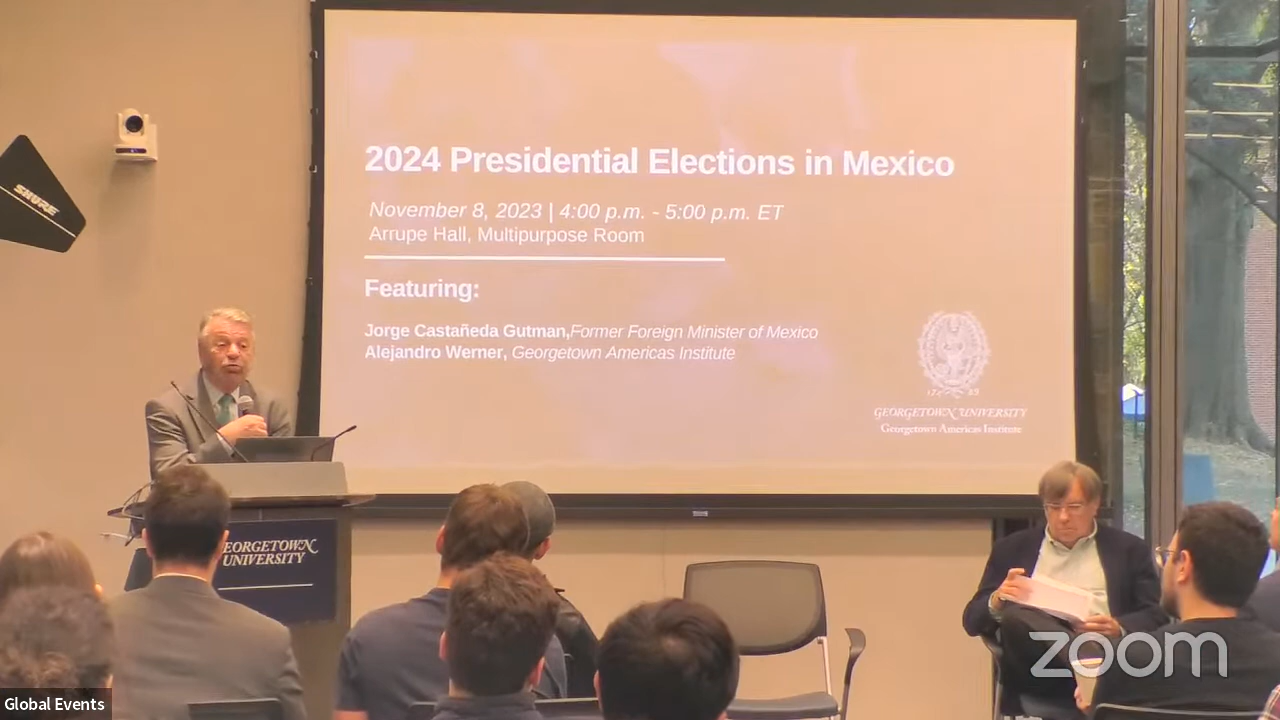 SHURE
2024 Presidential Elections in Mexico
November 8, 2023 | 4:00 p.m. - 5:00 p.m. ET
Arrupe Hall, Multipurpose Room
Featuring:
Jorge Castañeda Gutman,Former Foreign Minister of Mexico
Alejandro Werner, Georgetown Americas Institute
17 89
GEORGETOWN UNIVERSITY
Georgetown Americas Institute
GEORGETOWN
UNIVERSITY
zoom
Global Events